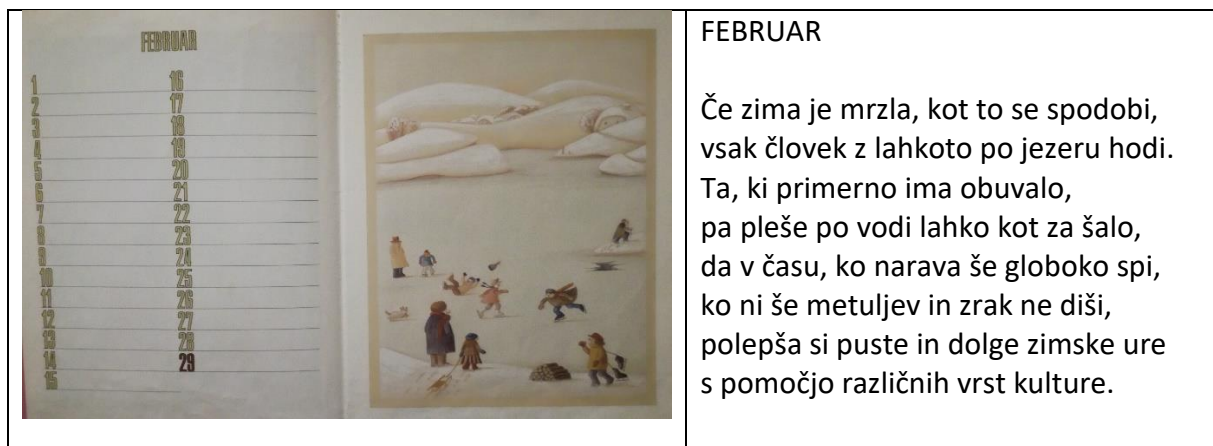 FEBRUAR
1
2
3
4
5
6
7
8
9
10
11
12
13
14
15
16
17
18
19
20
21
22
23
24
25
26
27
28
29
FEBRUAR
Če zima je mrzla, kot to se spodobi,
vsak človek z lahkoto po jezeru hodi.
Ta, ki primerno ima obuvalo,
pa pleše po vodi lahko kot za šalo,
da v času, ko narava še globoko spi,
ko ni še metuljev in zrak ne diši,
polepša si puste in dolge zimske ure
s pomočjo različnih vrst kulture.